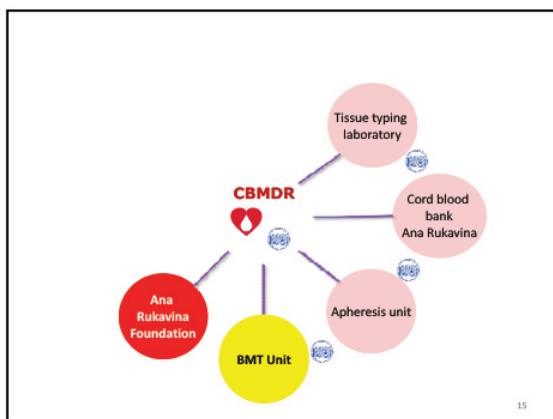 Tissue typing
laboratory
CBMDR
Cord blood
bank
Ana Rukavina
Ana
Rukavina
Foundation
BMT Unit
Apheresis unit
15